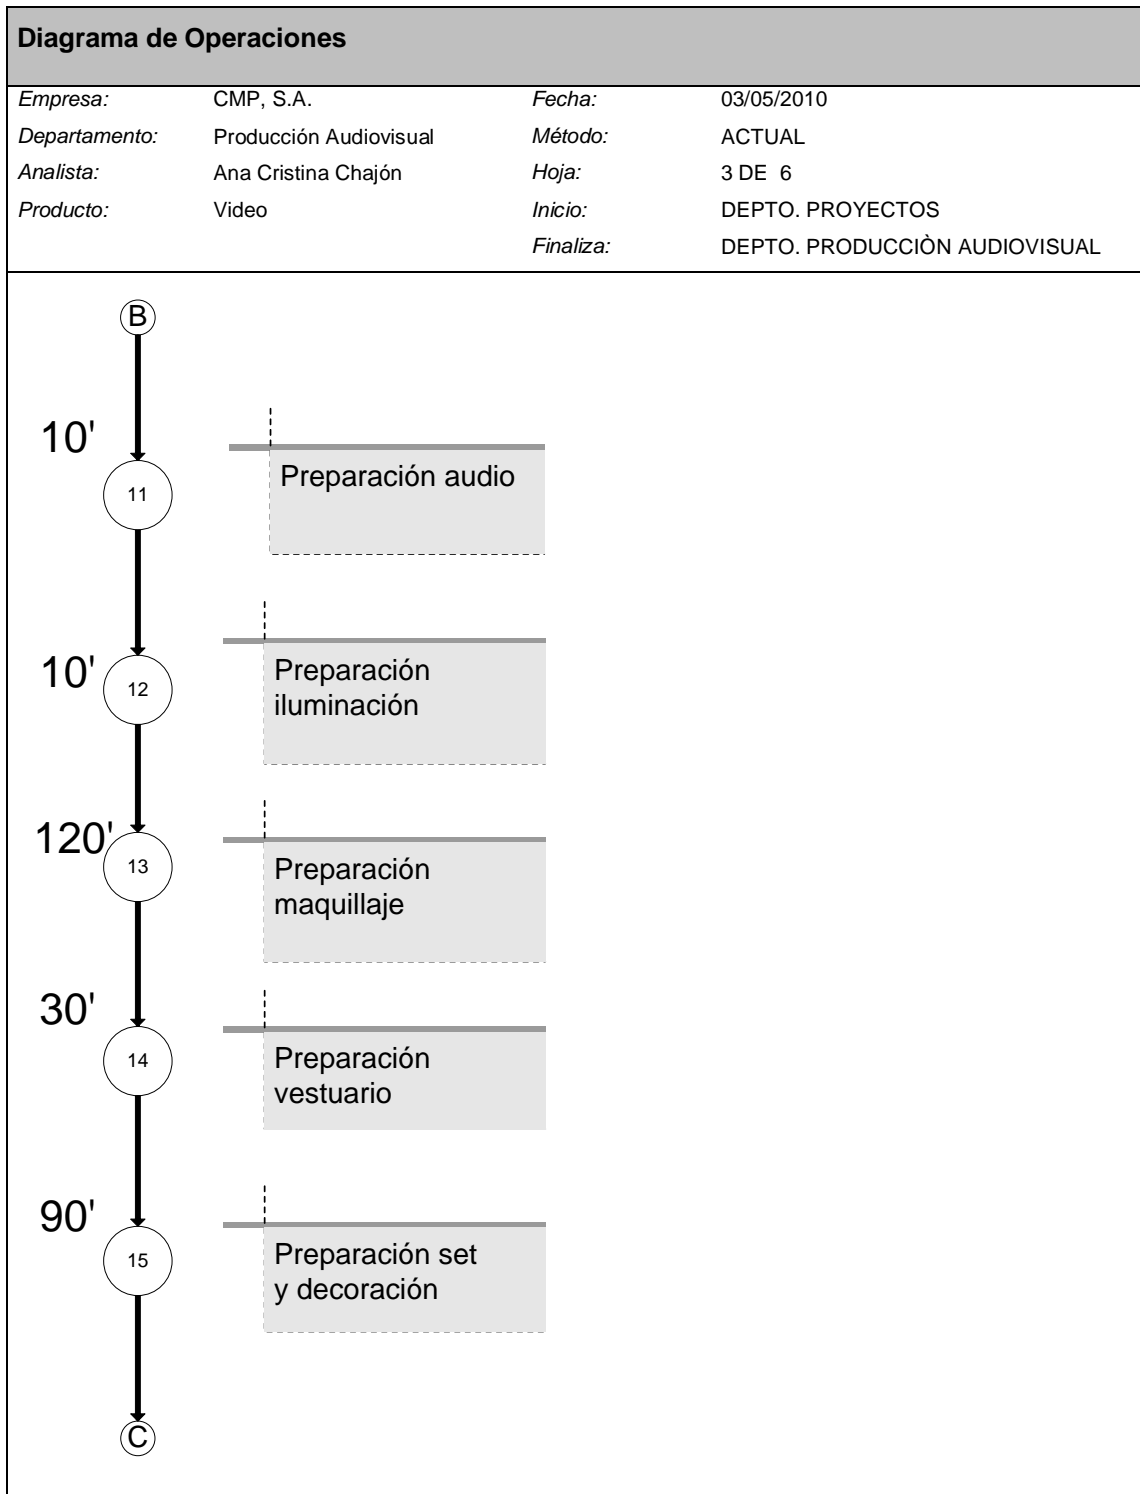 Diagrama de Operaciones
Empresa: CMP, S.A. Fecha: 03/05/2010
Departamento: Producción Audiovisual Método: ACTUAL
Analista: Ana Cristina Chajón Hoja: 3 DE 6
Producto: Video Inicio: DEPTO. PROYECTOS
Finaliza: DEPTO. PRODUCCIÒN AUDIOVISUAL
B
10'
11 Preparación audio
10'
12
Preparación
iluminación
120'
13
Preparación
maquillaje
30'
14
Preparación
vestuario
90'
15
Preparación set
y decoración
C